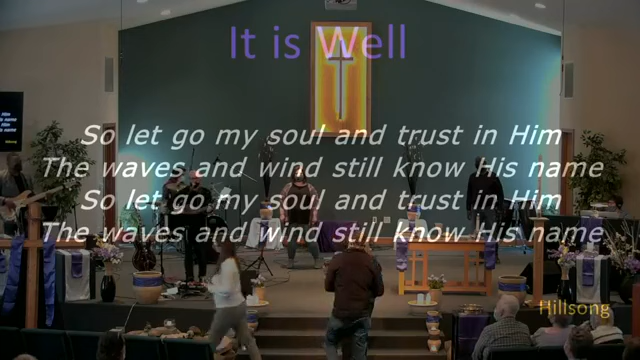 It is Well
So let go my soul and trust in Him
The waves and wind still know His name
So let go my soul and trust in Him
The waves and wind still know His name
Hillsong